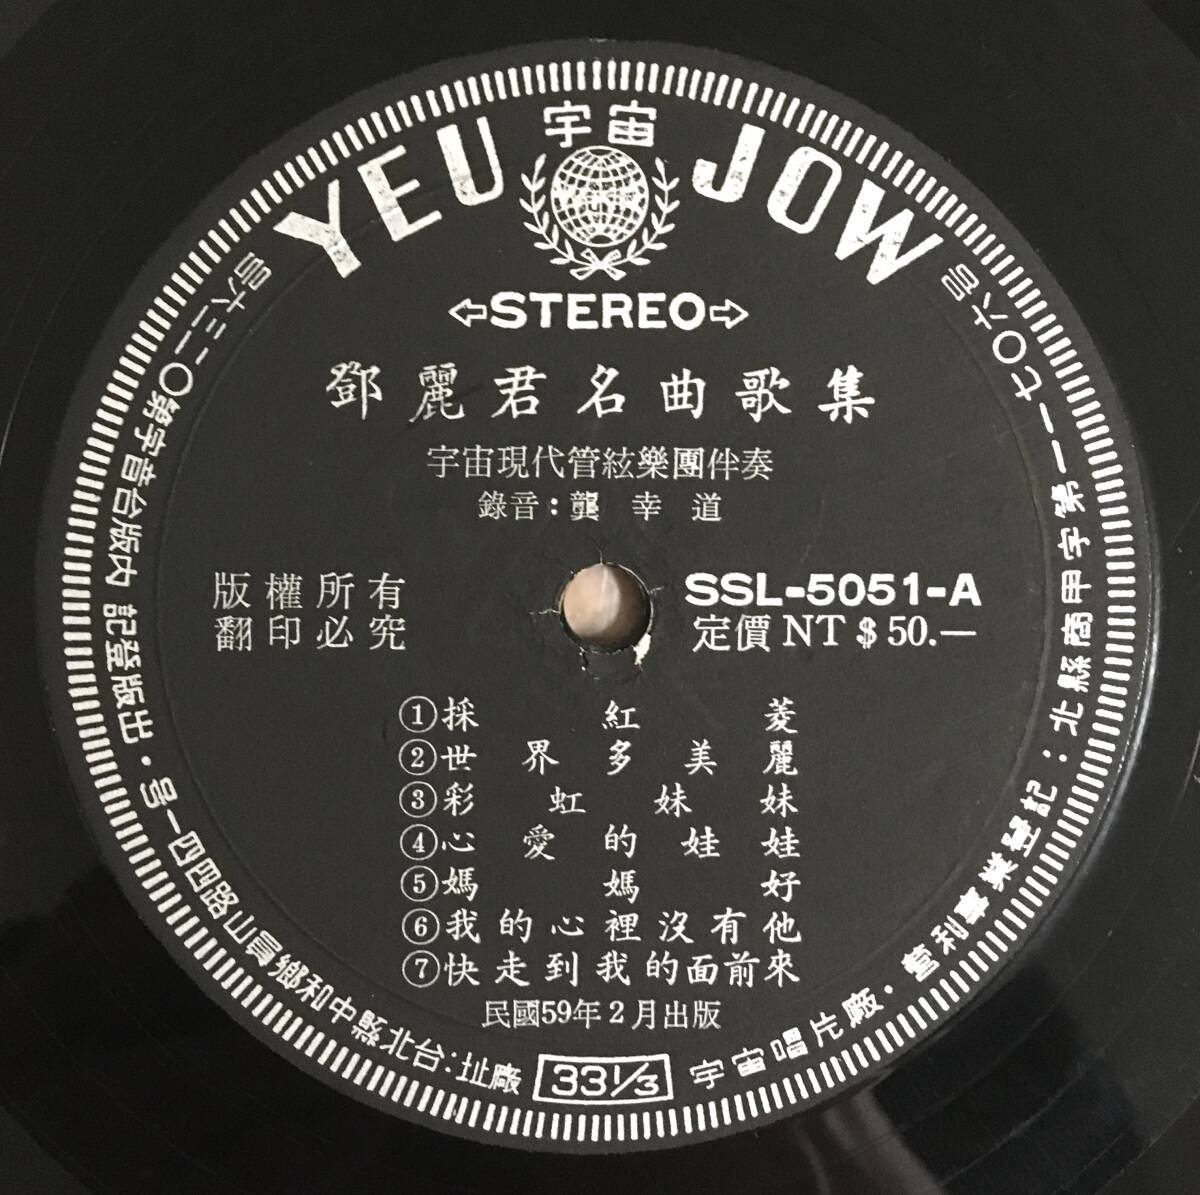 宇宙
YEU JOW
STEREO
鄧麗君名曲歌集
宇宙現代管絃樂團伴奏
錄音：龔幸道
版權所有
翻印必究
SSL-5051-A
定價 NT $ 50.—
①採紅菱
②世界多美麗
③彩虹妹妹
④心愛的娃娃
⑤媽媽好
⑥我的心裡沒有他
⑦快走到我的面前來
民國59年2月出版
33⅓
宇宙唱片廠・營利事業登記：北縣商甲字第一一七〇六号
廠址：台北縣中和鄉員山路四四一号・出版登記 內版台音字第〇二三六号